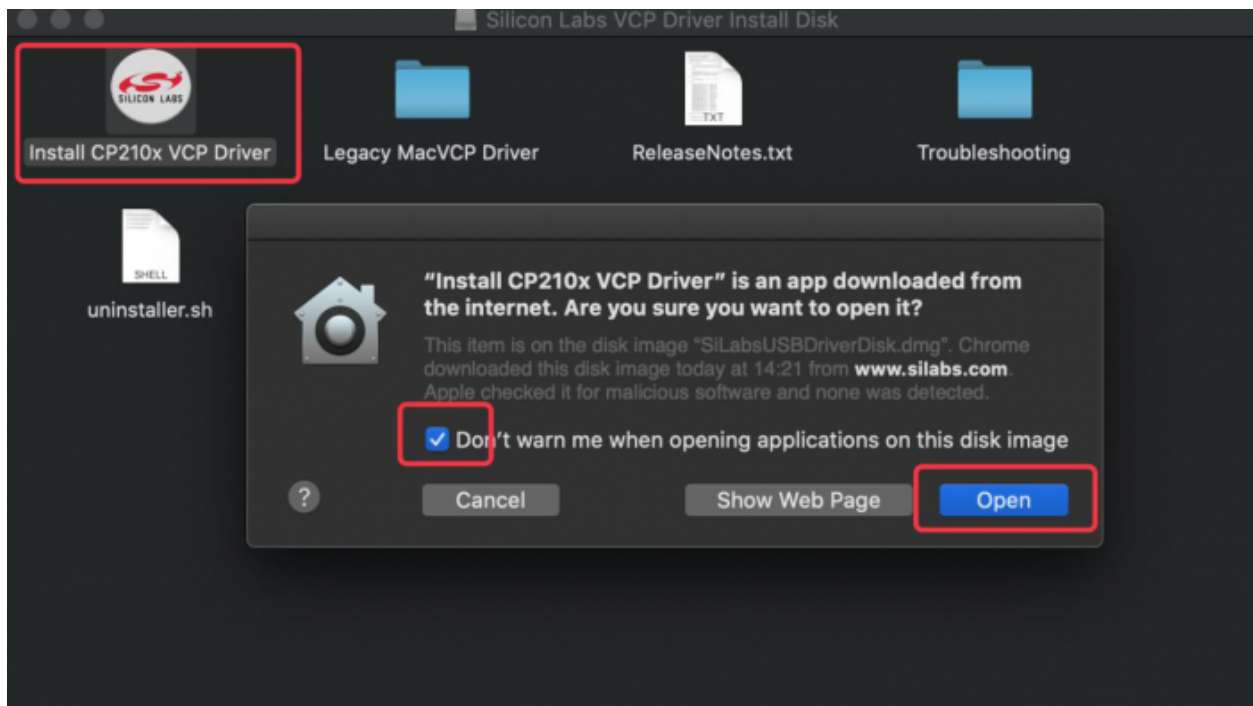 Silicon Labs VCP Driver Install Disk
SILICON LABS
Install CP210x VCP Driver
Legacy MacVCP Driver
TXT
ReleaseNotes.txt
Troubleshooting
SHELL
uninstaller.sh
“Install CP210x VCP Driver” is an app downloaded from
the internet. Are you sure you want to open it?
This item is on the disk image “SiLabsUSBDriverDisk.dmg”. Chrome
downloaded this disk image today at 14:21 from www.silabs.com.
Apple checked it for malicious software and none was detected.
Don’t warn me when opening applications on this disk image
?
Cancel
Show Web Page
Open